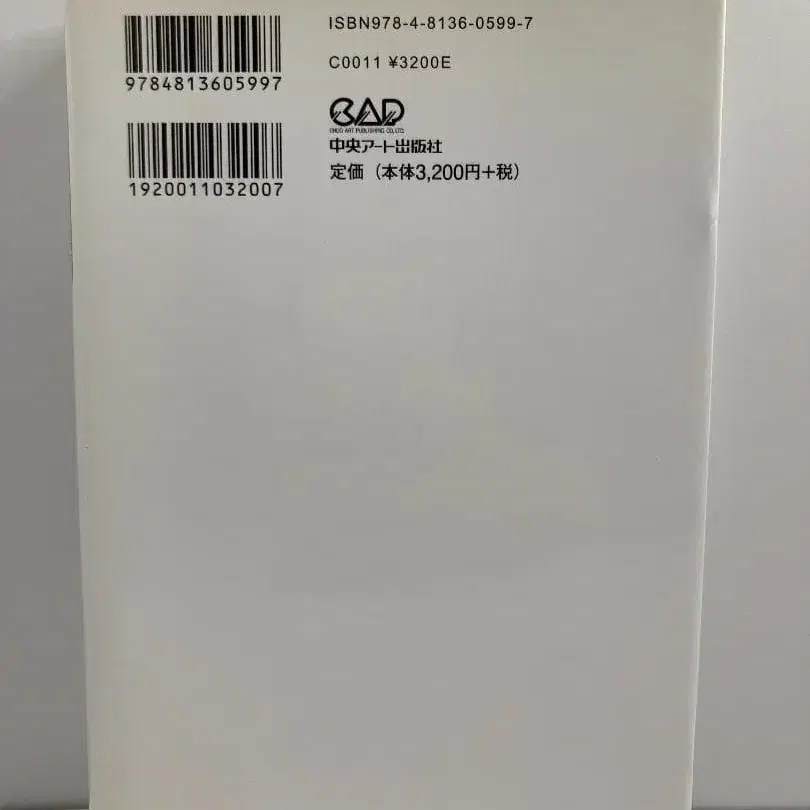 ISBN978-4-8136-0599-7
9784813605997
C0011 ¥3200E
CAP
CHUO ART PUBLISHING CO.,LTD.
中央アート出版社
1920011032007
定価（本体3,200円+税）